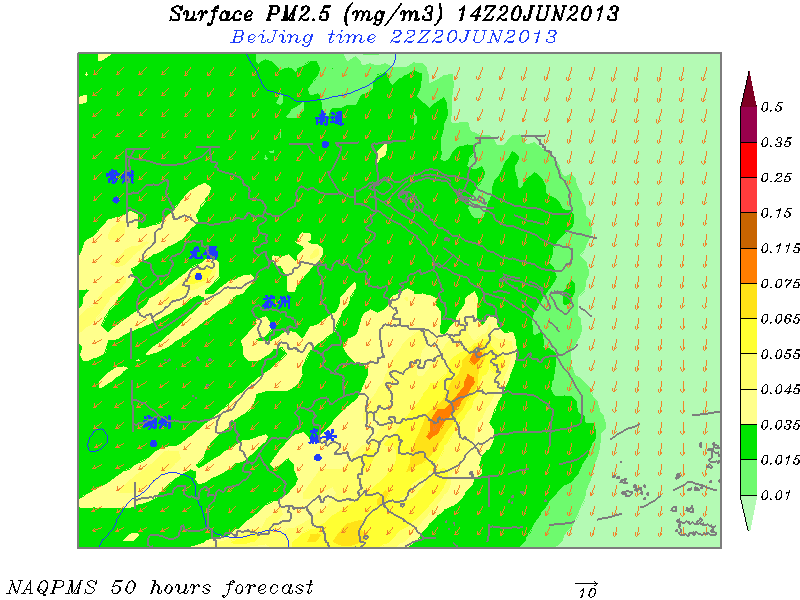 Surface PM2.5 (mg/m3) 14Z20JUN2013
BeiJing time 22Z20JUN2013
南通
常州
无锡
苏州
湖州
嘉兴
0.5
0.35
0.25
0.15
0.115
0.075
0.065
0.045
0.035
0.015
0.01
NAQPMS 50 hours forecast
10